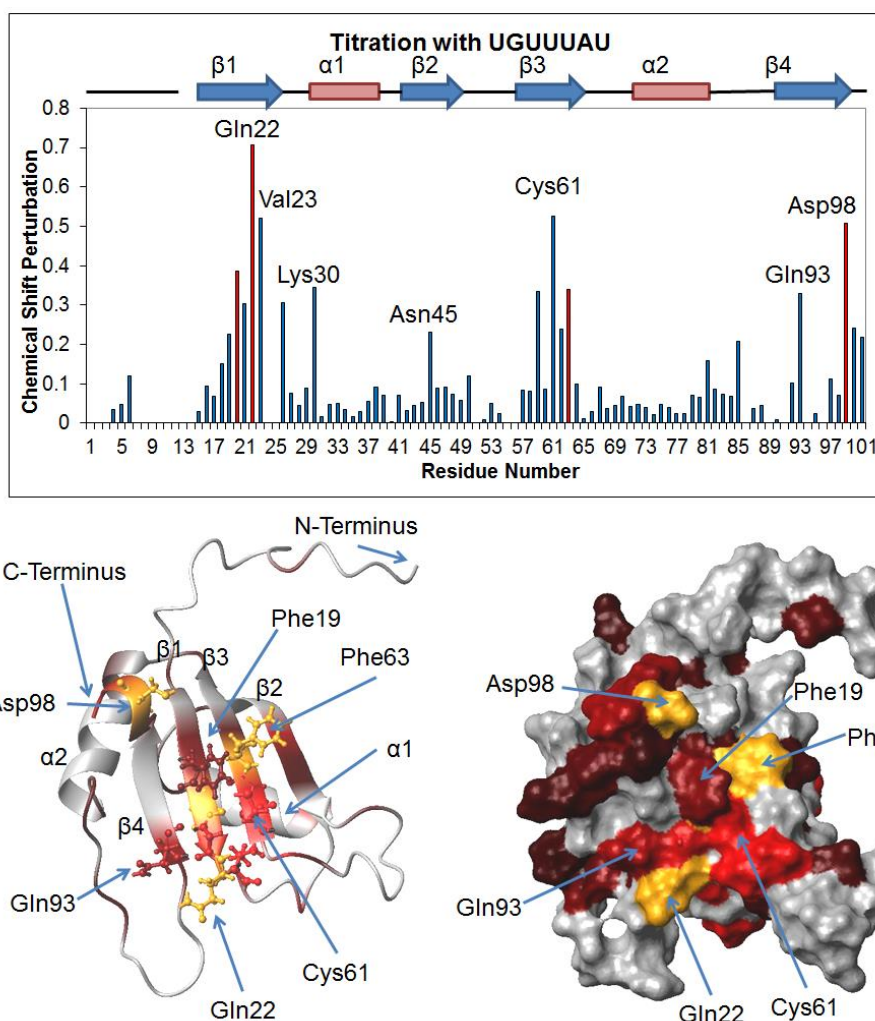 Titration with UGUUUAU
β1 α1 β2 β3 α2 β4
0.8
0.7
0.6
0.5
0.4
0.3
0.2
0.1
0
Chemical Shift Perturbation
Gln22
Val23
Lys30
Asn45
Cys61
Gln93
Asp98
1 5 9 13 17 21 25 29 33 37 41 45 49 53 57 61 65 69 73 77 81 85 89 93 97 101
Residue Number
N-Terminus
C-Terminus
Phe19
β1
β3
Phe63
β2
Asp98
α2
α1
β4
Gln93
Cys61
Gln22
Asp98
Phe19
Ph
Gln93
Gln22
Cys61